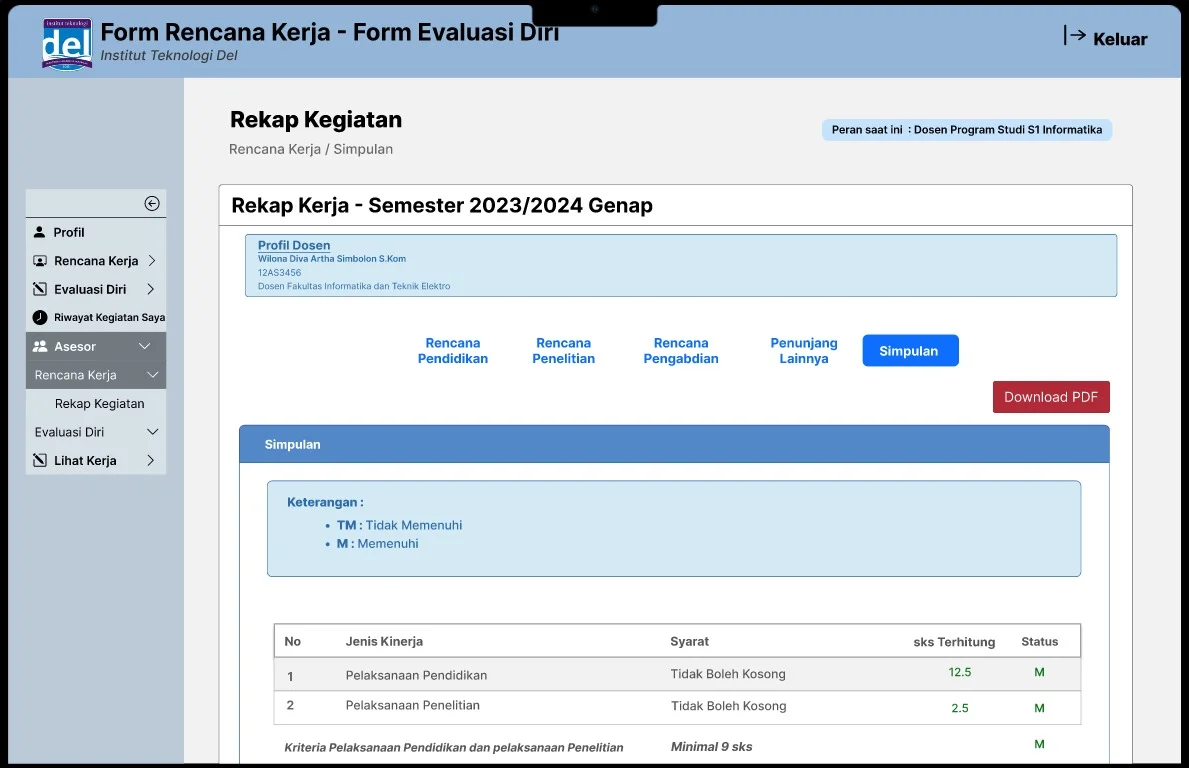 institut teknologi
del
Form Rencana Kerja - Form Evaluasi Diri
Institut Teknologi Del
Keluar
Rekap Kegiatan
Rencana Kerja / Simpulan
Peran saat ini : Dosen Program Studi S1 Informatika
Profil
Rencana Kerja
Evaluasi Diri
Riwayat Kegiatan Saya
Asesor
Rencana Kerja
Rekap Kegiatan
Evaluasi Diri
Lihat Kerja
Rekap Kerja - Semester 2023/2024 Genap
Profil Dosen
Wilona Diva Artha Simbolon S.Kom
12AS3456
Dosen Fakultas Informatika dan Teknik Elektro
Rencana Pendidikan
Rencana Penelitian
Rencana Pengabdian
Penunjang Lainnya
Simpulan
Download PDF
Simpulan
Keterangan :
• TM : Tidak Memenuhi
• M : Memenuhi
No Jenis Kinerja Syarat sks Terhitung Status
1 Pelaksanaan Pendidikan Tidak Boleh Kosong 12.5 M
2 Pelaksanaan Penelitian Tidak Boleh Kosong 2.5 M
Kriteria Pelaksanaan Pendidikan dan pelaksanaan Penelitian Minimal 9 sks M